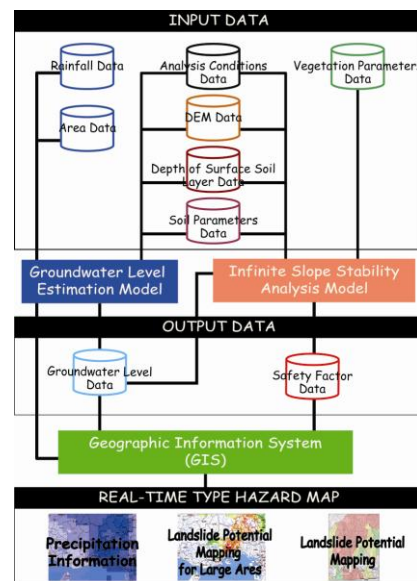 INPUT DATA
Rainfall Data
Analysis Conditions
Data
Vegetation Parameters
Data
Area Data
DEM Data
Depth of Surface Soil
Layer Data
Soil Parameters
Data
Groundwater Level
Estimation Model
Infinite Slope Stability
Analysis Model
OUTPUT DATA
Groundwater Level
Data
Safety Factor
Data
Geographic Information System
(GIS)
REAL-TIME TYPE HAZARD MAP
Precipitation
Information
Landslide Potential
Mapping
for Large Ares
Landslide Potential
Mapping